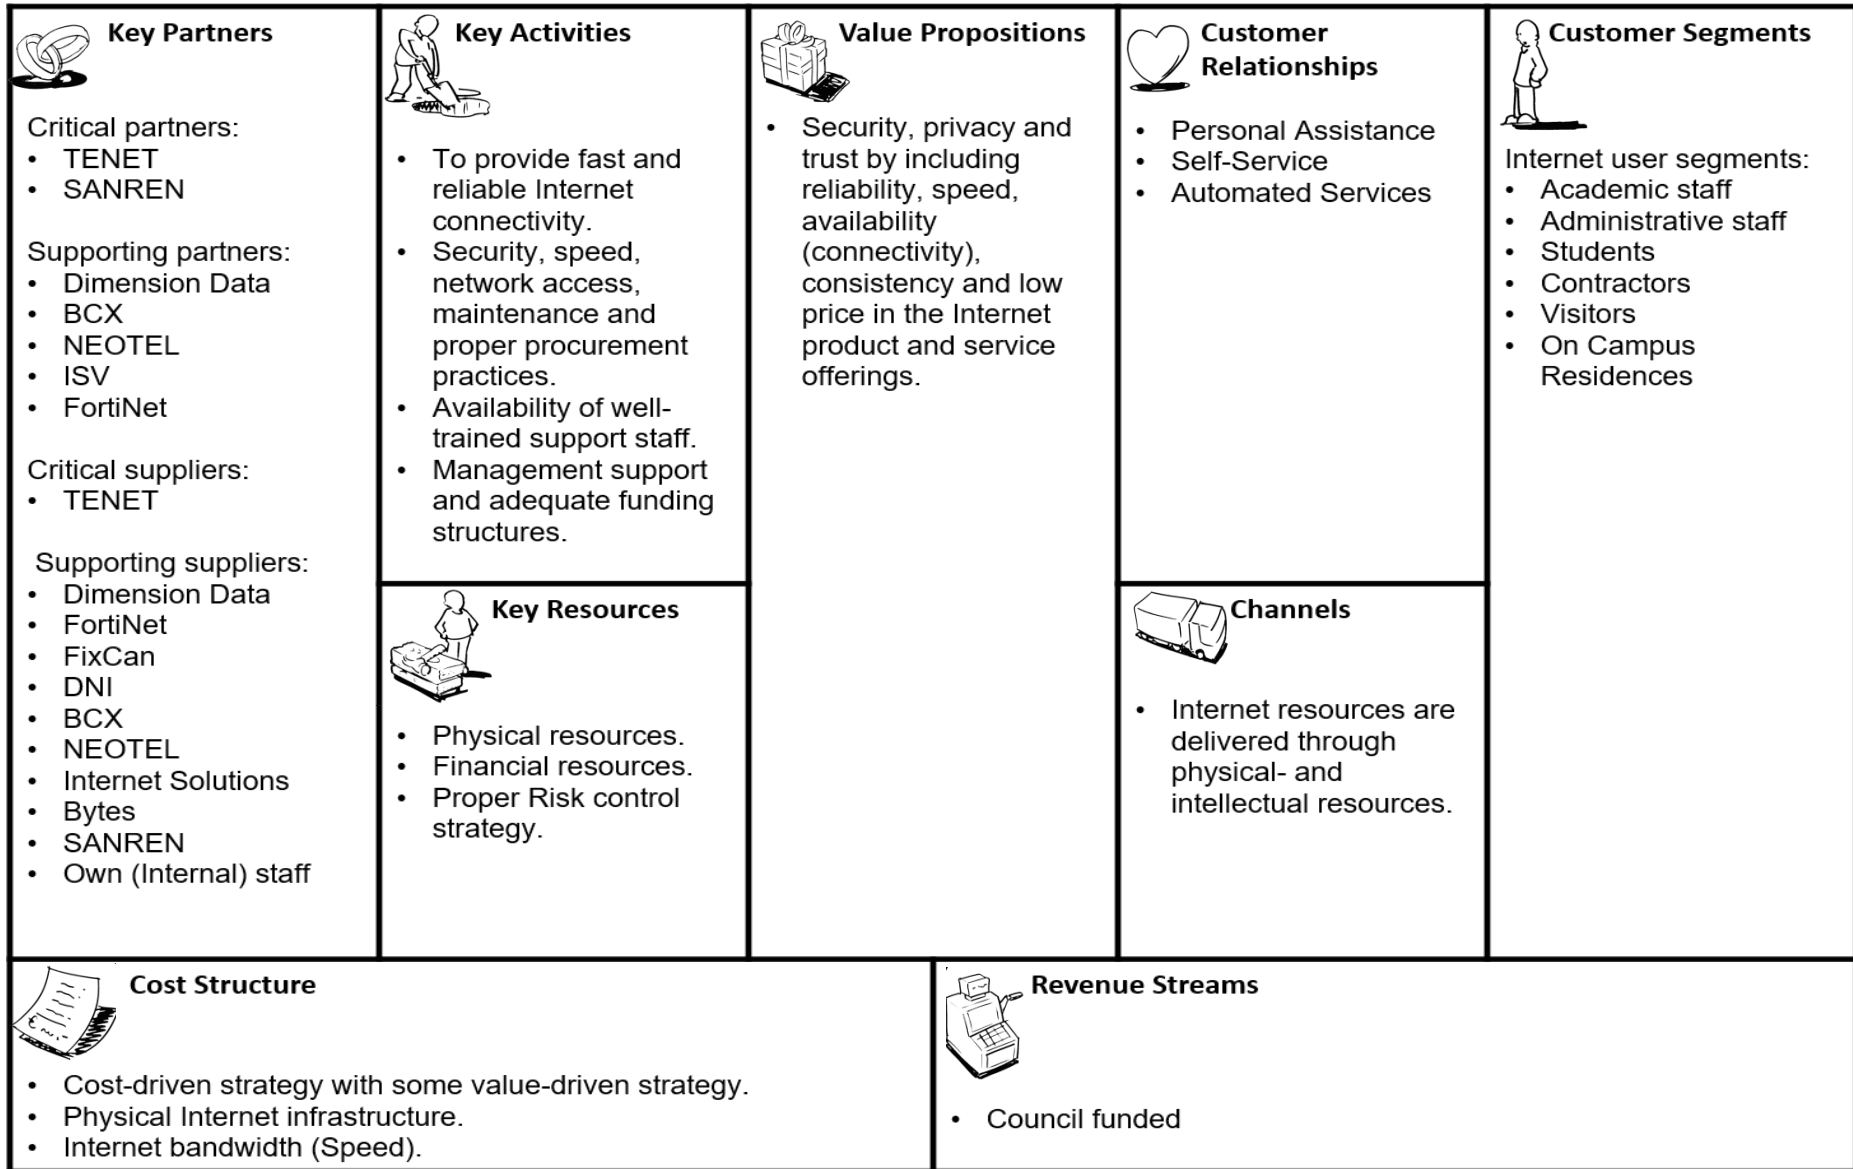 Key Partners
Critical partners:
• TENET
• SANREN
Supporting partners:
• Dimension Data
• BCX
• NEOTEL
• ISV
• FortiNet
Critical suppliers:
• TENET
Supporting suppliers:
• Dimension Data
• FortiNet
• FixCan
• DNI
• BCX
• NEOTEL
• Internet Solutions
• Bytes
• SANREN
• Own (Internal) staff
Key Activities
• To provide fast and
reliable Internet
connectivity.
• Security, speed,
network access,
maintenance and
proper procurement
practices.
• Availability of well-
trained support staff.
• Management support
and adequate funding
structures.
Key Resources
• Physical resources.
• Financial resources.
• Proper Risk control
strategy.
Value Propositions
• Security, privacy and
trust by including
reliability, speed,
availability
(connectivity),
consistency and low
price in the Internet
product and service
offerings.
Customer
Relationships
• Personal Assistance
• Self-Service
• Automated Services
Channels
• Internet resources are
delivered through
physical- and
intellectual resources.
Customer Segments
Internet user segments:
• Academic staff
• Administrative staff
• Students
• Contractors
• Visitors
• On Campus
Residences
Cost Structure
• Cost-driven strategy with some value-driven strategy.
• Physical Internet infrastructure.
• Internet bandwidth (Speed).
Revenue Streams
• Council funded